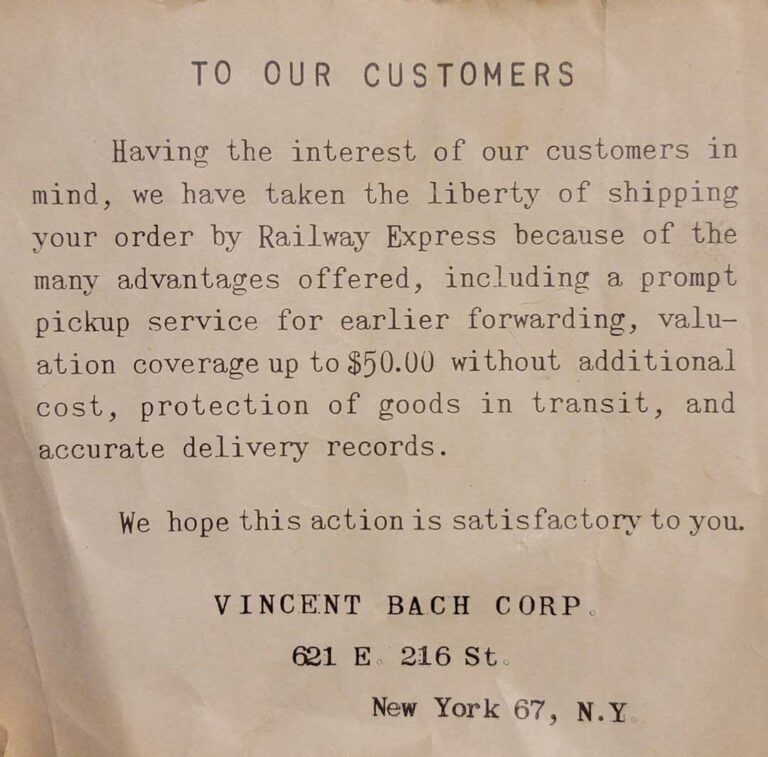 TO OUR CUSTOMERS
Having the interest of our customers in
mind, we have taken the liberty of shipping
your order by Railway Express because of the
many advantages offered, including a prompt
pickup service for earlier forwarding, valu-
ation coverage up to $50.00 without additional
cost, protection of goods in transit, and
accurate delivery records.
We hope this action is satisfactory to you.
VINCENT BACH CORP.
621 E. 216 St.
New York 67, N.Y.